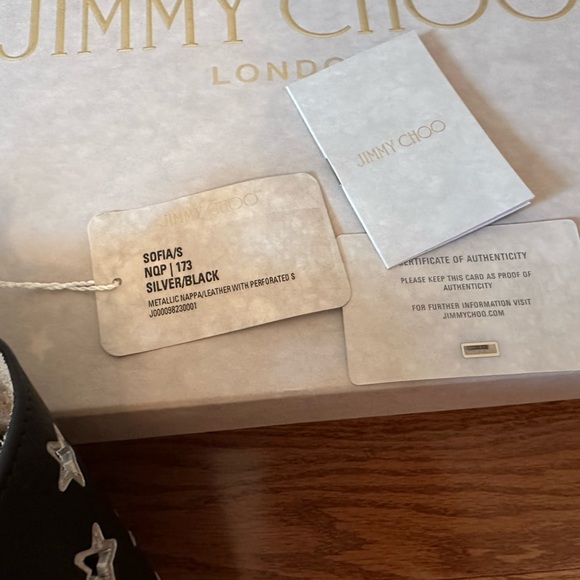 JIMMY CHOO
LONDO
JIMMY CHOO
JIMMY CHOO
SOFIA/S
NQP | 173
SILVER/BLACK
METALLIC NAPPA/LEATHER WITH PERFORATED S
J000098230001
CERTIFICATE OF AUTHENTICITY
PLEASE KEEP THIS CARD AS PROOF OF
AUTHENTICITY
FOR FURTHER INFORMATION VISIT
JIMMYCHOO.COM